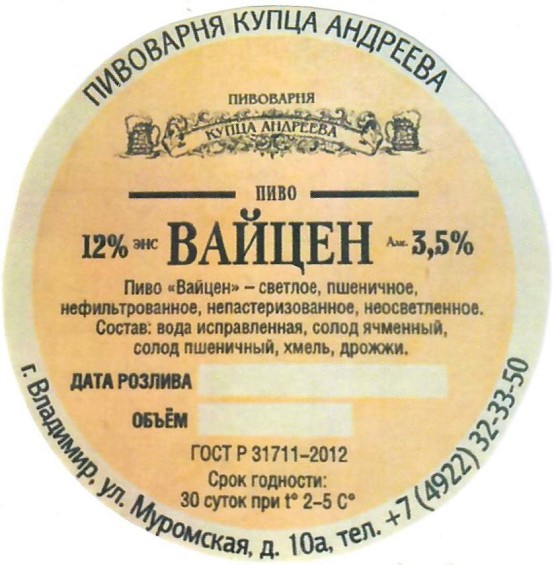 ПИВОВАРНЯ КУПЦА АНДРЕЕВА
ПИВОВАРНЯ
КУПЦА АНДРЕЕВА
ПИВО
12% ЭНС ВАЙЦЕН Алк. 3,5%
Пиво «Вайцен» – светлое, пшеничное,
нефильтрованное, непастеризованное, неосветленное.
Состав: вода исправленная, солод ячменный,
солод пшеничный, хмель, дрожжи.
ДАТА РОЗЛИВА
ОБЪЁМ
ГОСТ Р 31711–2012
Срок годности:
30 суток при t° 2–5 С°
г. Владимир, ул. Муромская, д. 10а, тел. +7 (4922) 32-33-50